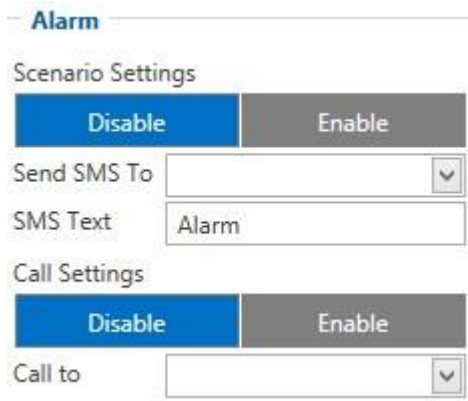 Alarm
Scenario Settings
Disable Enable
Send SMS To
SMS Text Alarm
Call Settings
Disable Enable
Call to